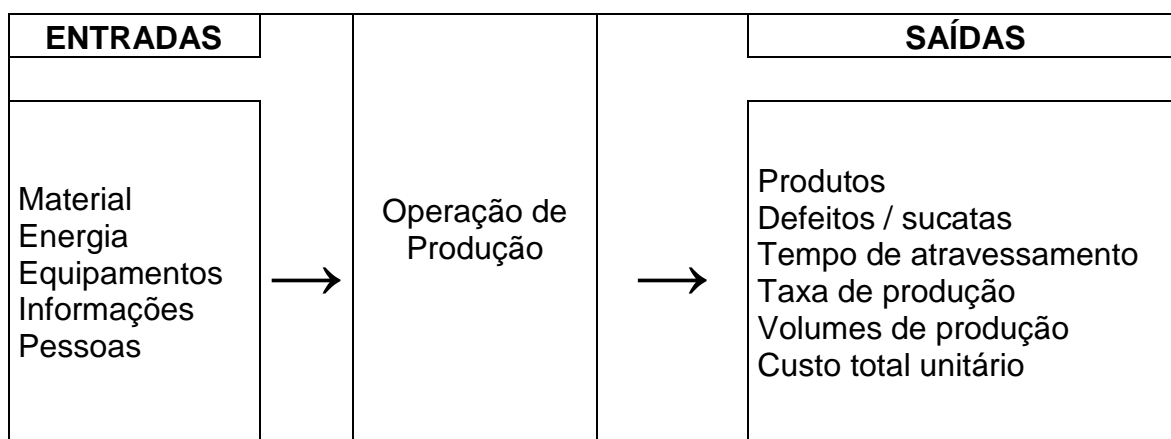 ENTRADAS
Material
Energia
Equipamentos
Informações
Pessoas
Operação de
Produção
SAÍDAS
Produtos
Defeitos / sucatas
Tempo de atravessamento
Taxa de produção
Volumes de produção
Custo total unitário